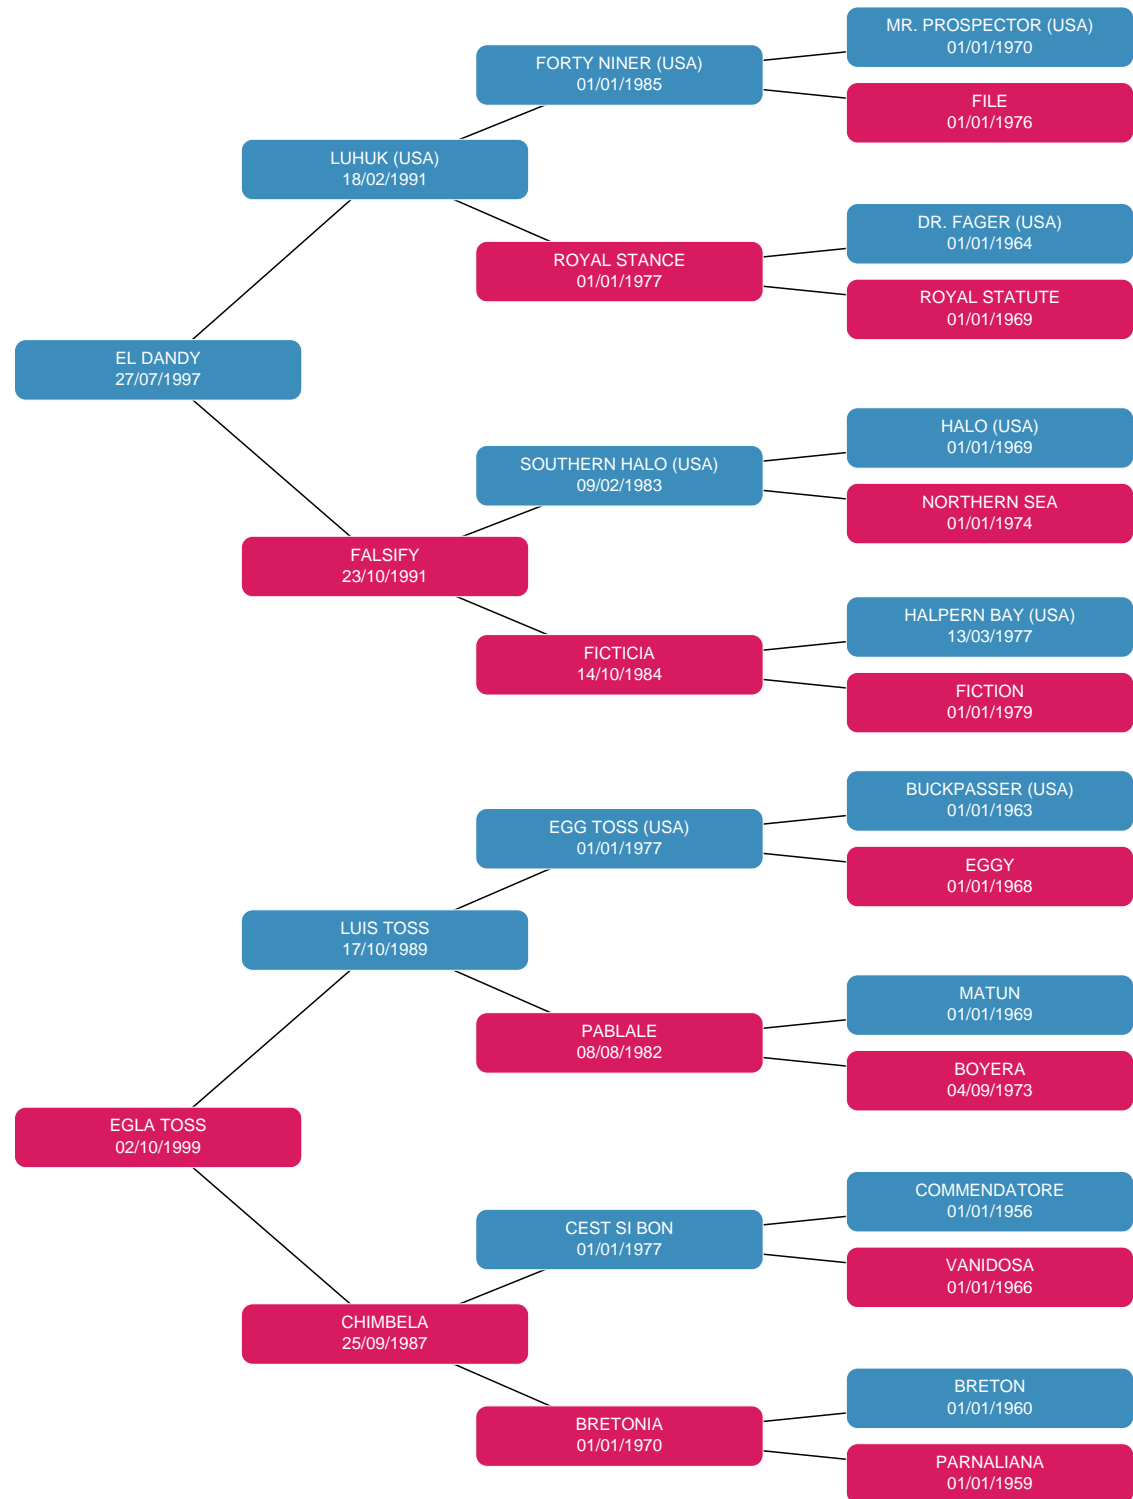 MR. PROSPECTOR (USA)
01/01/1970
FORTY NINER (USA)
01/01/1985
FILE
01/01/1976
LUHUK (USA)
18/02/1991
DR. FAGER (USA)
01/01/1964
ROYAL STANCE
01/01/1977
ROYAL STATUTE
01/01/1969
EL DANDY
27/07/1997
HALO (USA)
01/01/1969
SOUTHERN HALO (USA)
09/02/1983
NORTHERN SEA
01/01/1974
FALSIFY
23/10/1991
HALPERN BAY (USA)
13/03/1977
FICTICIA
14/10/1984
FICTION
01/01/1979
BUCKPASSER (USA)
01/01/1963
EGG TOSS (USA)
01/01/1977
EGGY
01/01/1968
LUIS TOSS
17/10/1989
MATUN
01/01/1969
PABLALE
08/08/1982
BOYERA
04/09/1973
EGLA TOSS
02/10/1999
COMMENDATORE
01/01/1956
CEST SI BON
01/01/1977
VANIDOSA
01/01/1966
CHIMBELA
25/09/1987
BRETON
01/01/1960
BRETONIA
01/01/1970
PARNALIANA
01/01/1959